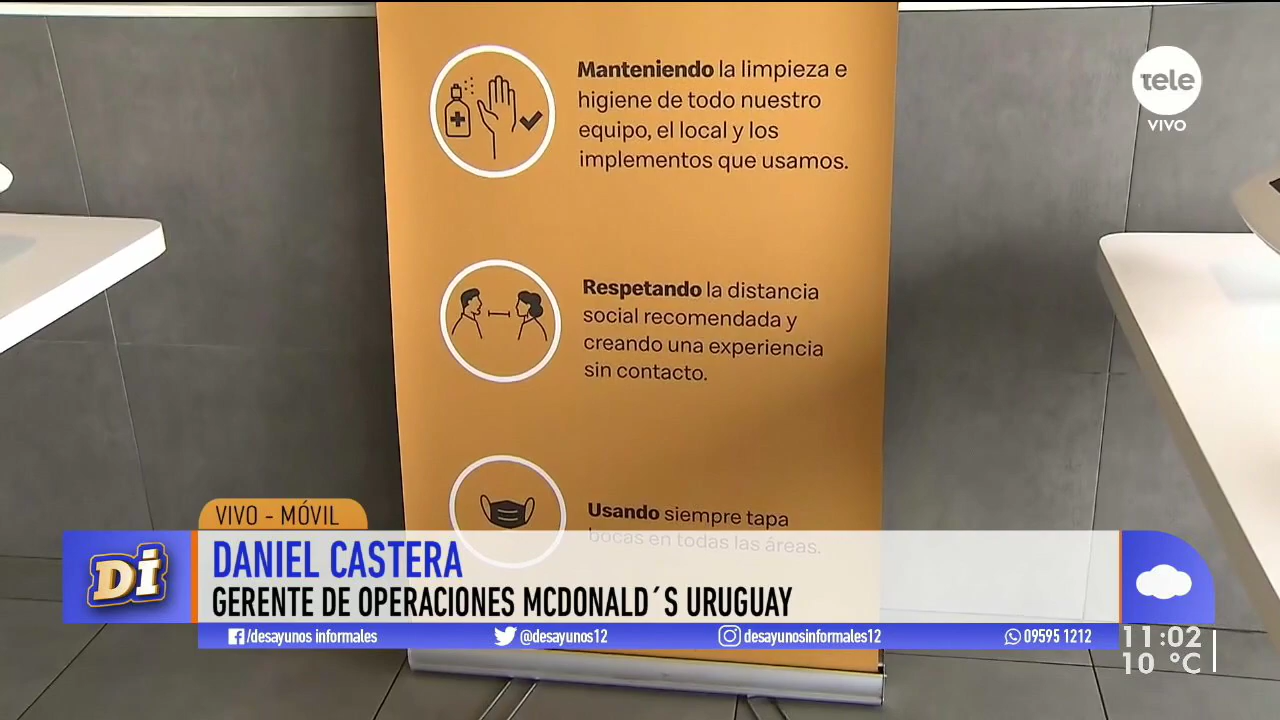 Manteniendo la limpieza e
higiene de todo nuestro
equipo, el local y los
implementos que usamos.
Respetando la distancia
social recomendada y
creando una experiencia
sin contacto.
Usando siempre tapa
bocas en todas las áreas.
tele
VIVO
VIVO - MÓVIL
Di
DANIEL CASTERA
GERENTE DE OPERACIONES MCDONALD´S URUGUAY
/desayunos informales
@desayunos12
desayunosinformales12
09595 1212
11:02
10 °C